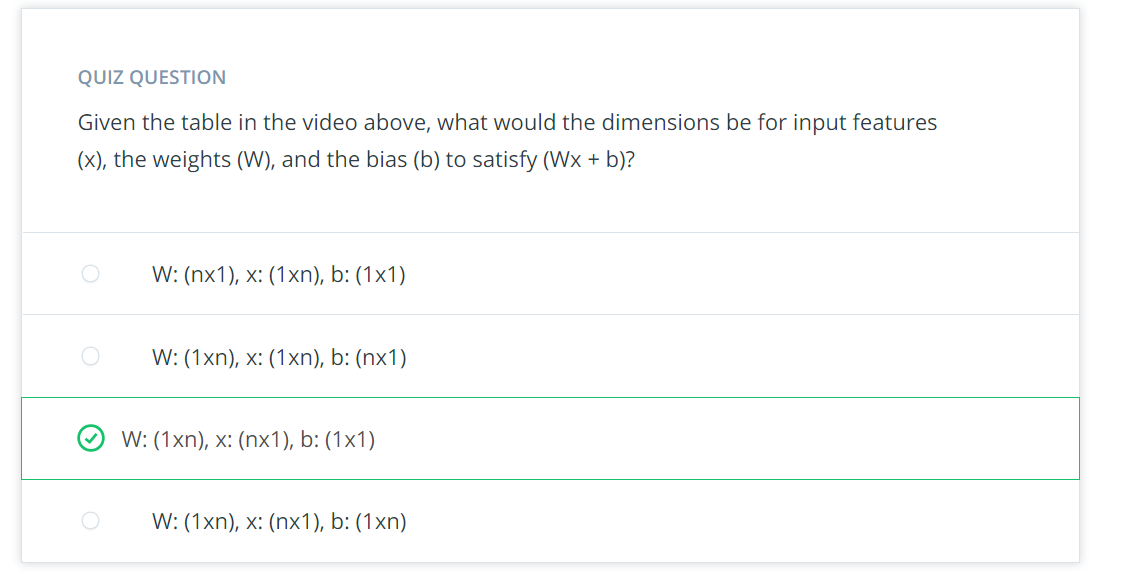 QUIZ QUESTION
Given the table in the video above, what would the dimensions be for input features
(x), the weights (W), and the bias (b) to satisfy (Wx + b)?
W: (nx1), x: (1xn), b: (1x1)
W: (1xn), x: (1xn), b: (nx1)
W: (1xn), x: (nx1), b: (1x1)
W: (1xn), x: (nx1), b: (1xn)